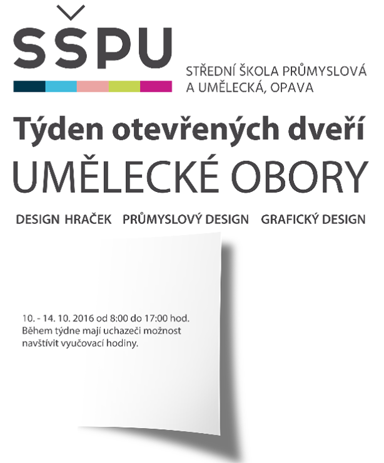 SŠPU
STŘEDNÍ ŠKOLA PRŮMYSLOVÁ
A UMĚLECKÁ, OPAVA
Týden otevřených dveří
UMĚLECKÉ OBORY
DESIGN HRAČEK PRŮMYSLOVÝ DESIGN GRAFICKÝ DESIGN
10. - 14. 10. 2016 od 8:00 do 17:00 hod.
Během týdne mají uchazeči možnost
navštívit vyučovací hodiny.